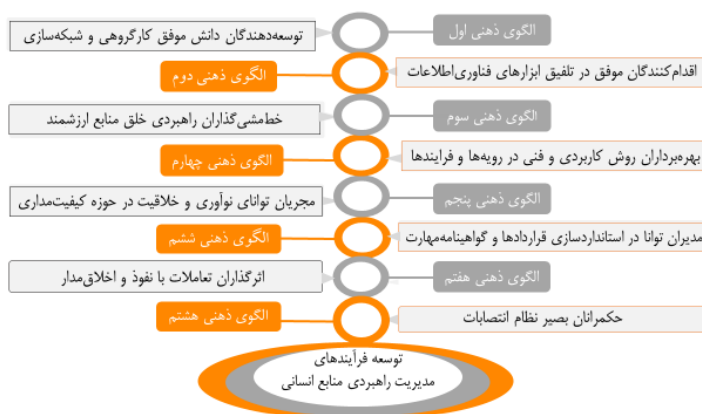 الگوی ذهنی اول
توسعه‌دهندگان دانش موفق کارگروهی و شبکه‌سازی
الگوی ذهنی دوم
اقدام‌کنندگان موفق در تلفیق ابزارهای فناوری‌اطلاعات
الگوی ذهنی سوم
خط‌مشی‌گذاران راهبردی خلق منابع ارزشمند
الگوی ذهنی چهارم
بهره‌برداران روش کاربردی و فنی در رویه‌ها و فرایندها
الگوی ذهنی پنجم
مجریان توانای نوآوری و خلاقیت در حوزه کیفیت‌مداری
الگوی ذهنی ششم
مدیران توانا در استانداردسازی قراردادها و گواهینامه‌مهارت
الگوی ذهنی هفتم
اثرگذاران تعاملات با نفوذ و اخلاق‌مدار
الگوی ذهنی هشتم
حکمرانان بصیر نظام انتصابات
توسعه فرآیندهای
مدیریت راهبردی منابع انسانی